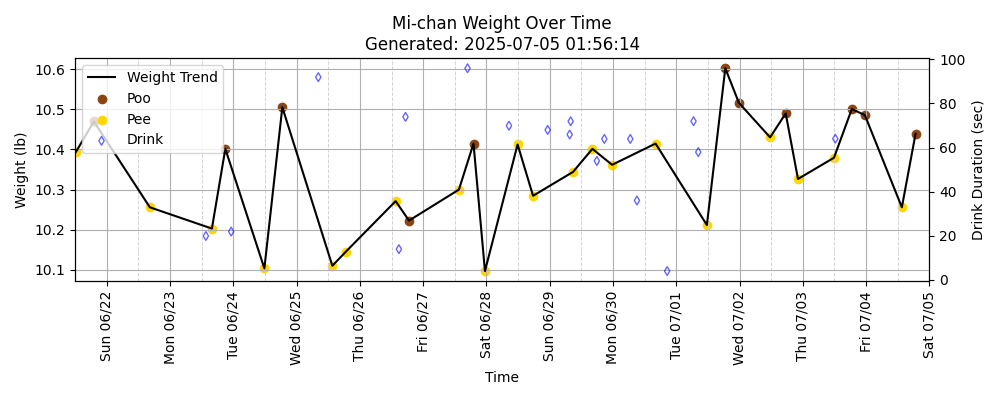 Mi-chan Weight Over Time
Generated: 2025-07-05 01:56:14
Weight Trend
Poo
Pee
Drink
Weight (lb)
10.6
10.5
10.4
10.3
10.2
10.1
100
80
60
40
20
0
Drink Duration (sec)
Sun 06/22
Mon 06/23
Tue 06/24
Wed 06/25
Thu 06/26
Fri 06/27
Sat 06/28
Sun 06/29
Mon 06/30
Tue 07/01
Wed 07/02
Thu 07/03
Fri 07/04
Sat 07/05
Time